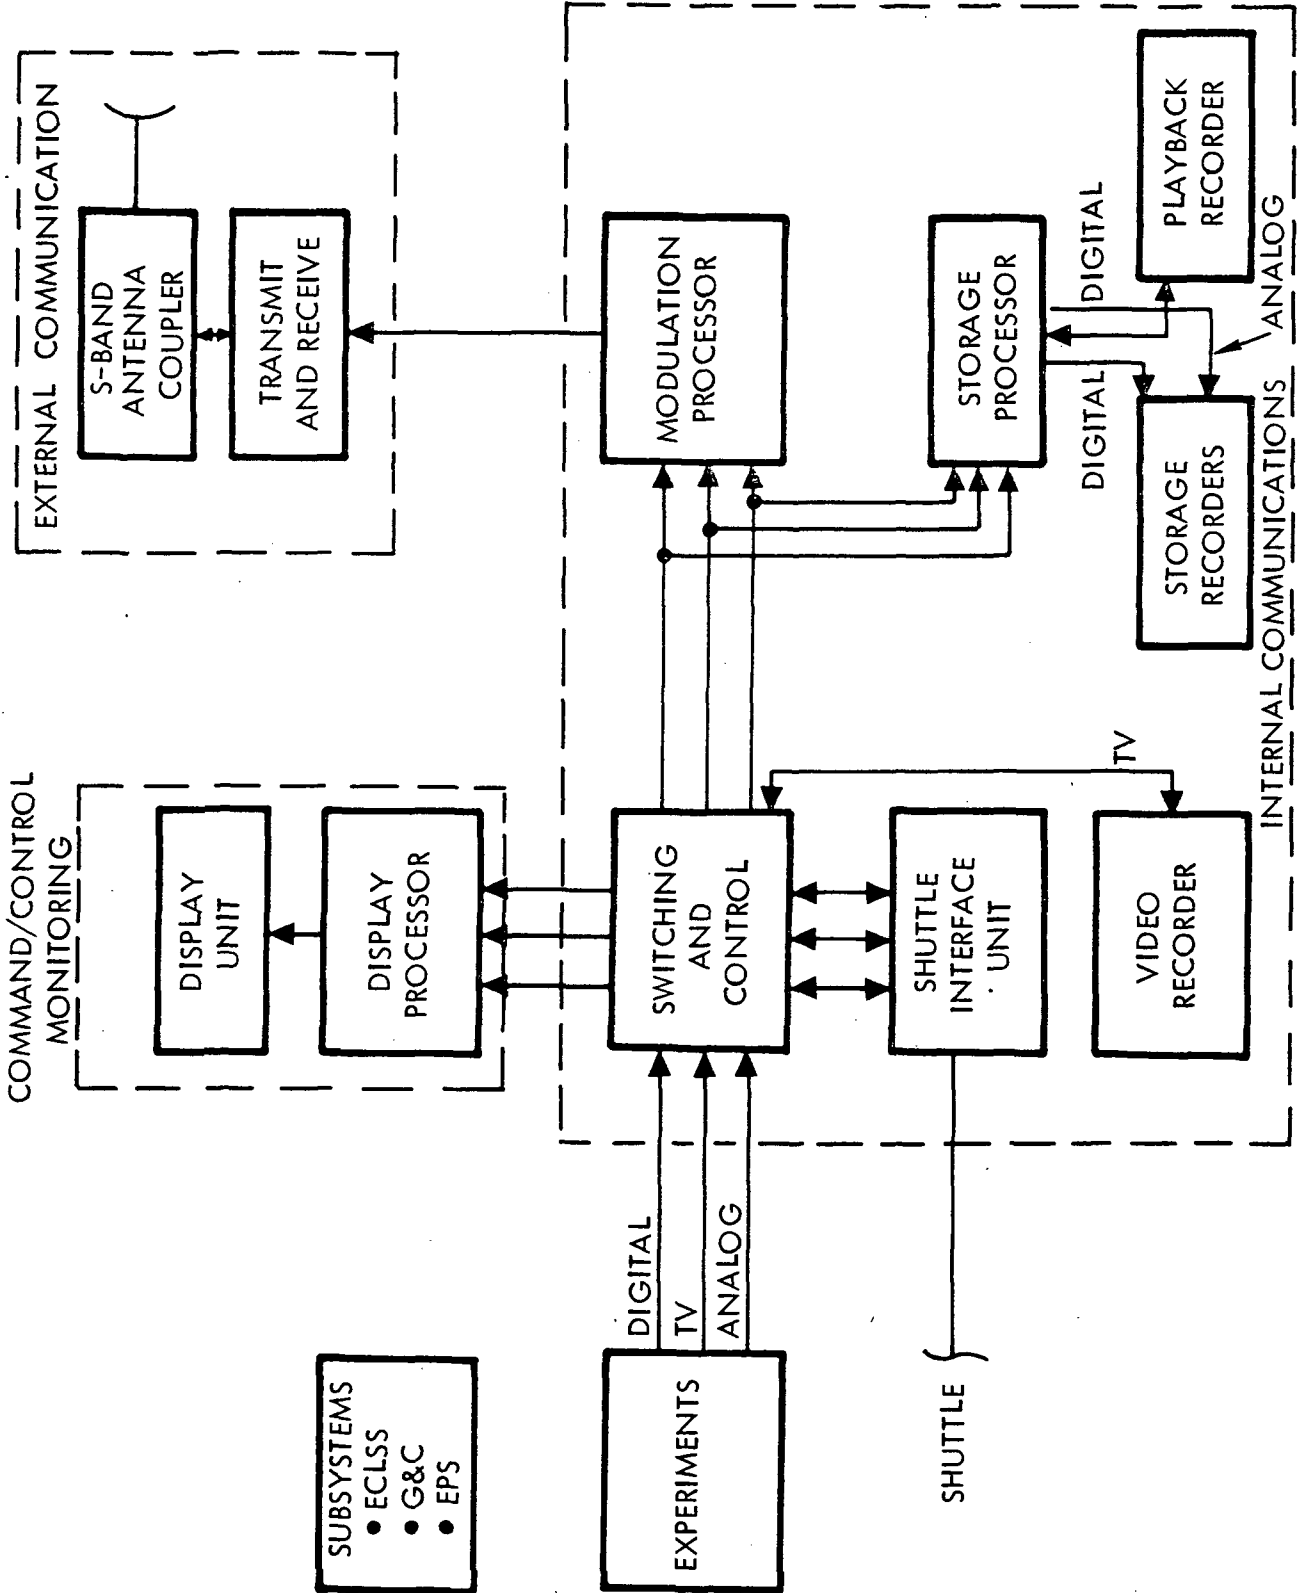 SUBSYSTEMS
• ECLSS
• G&C
• EPS
EXPERIMENTS
DIGITAL
TV
ANALOG
SHUTTLE
COMMAND/CONTROL
MONITORING
DISPLAY
UNIT
DISPLAY
PROCESSOR
SWITCHING
AND
CONTROL
SHUTTLE
INTERFACE
UNIT
VIDEO
RECORDER
TV
EXTERNAL COMMUNICATION
S-BAND
ANTENNA
COUPLER
TRANSMIT
AND RECEIVE
MODULATION
PROCESSOR
STORAGE
PROCESSOR
DIGITAL
DIGITAL
STORAGE
RECORDERS
PLAYBACK
RECORDER
ANALOG
INTERNAL COMMUNICATIONS